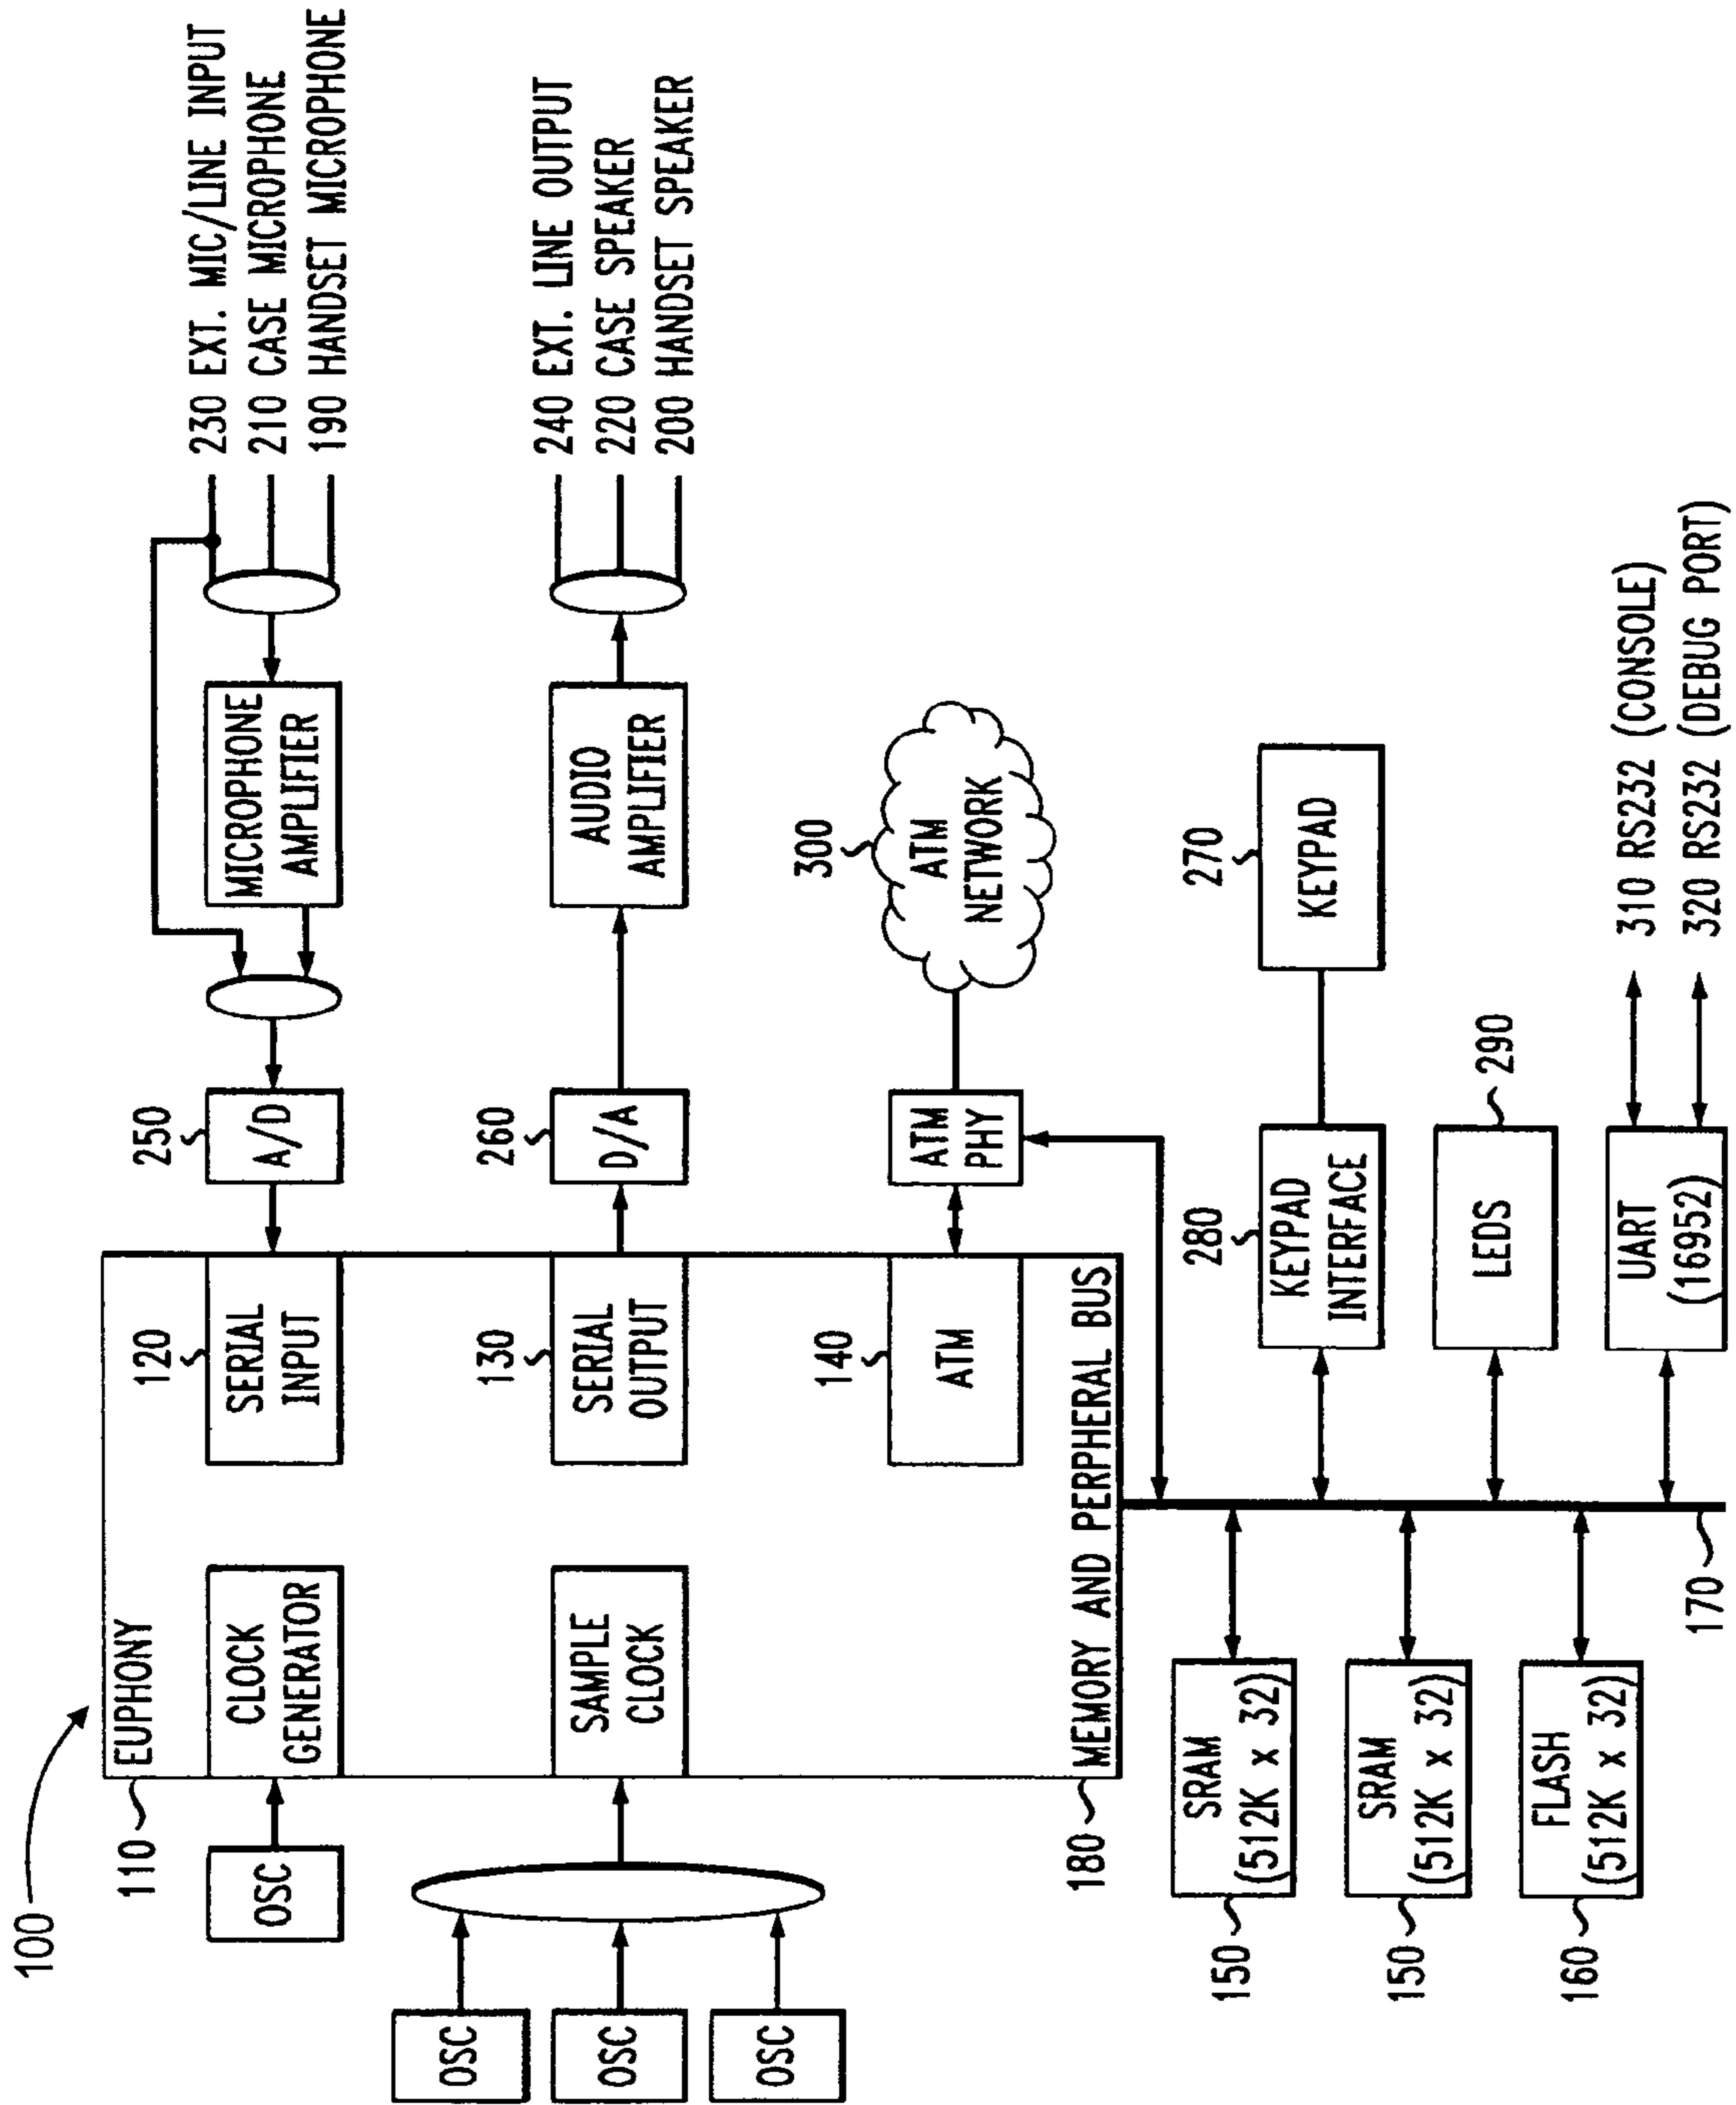 100
110
EUPHONY
OSC
CLOCK
GENERATOR
120
SERIAL
INPUT
250
A/D
MICROPHONE
AMPLIFIER
230 EXT. MIC/LINE INPUT
210 CASE MICROPHONE
190 HANDSET MICROPHONE
OSC
OSC
OSC
SAMPLE
CLOCK
130
SERIAL
OUTPUT
260
D/A
AUDIO
AMPLIFIER
240 EXT. LINE OUTPUT
220 CASE SPEAKER
200 HANDSET SPEAKER
140
ATM
ATM
PHY
300
ATM
NETWORK
180
MEMORY AND PERPHERAL BUS
150
SRAM
(512K x 32)
280
KEYPAD
INTERFACE
270
KEYPAD
150
SRAM
(512K x 32)
LEDS
290
160
FLASH
(512K x 32)
UART
(16952)
310 RS232 (CONSOLE)
320 RS232 (DEBUG PORT)
170